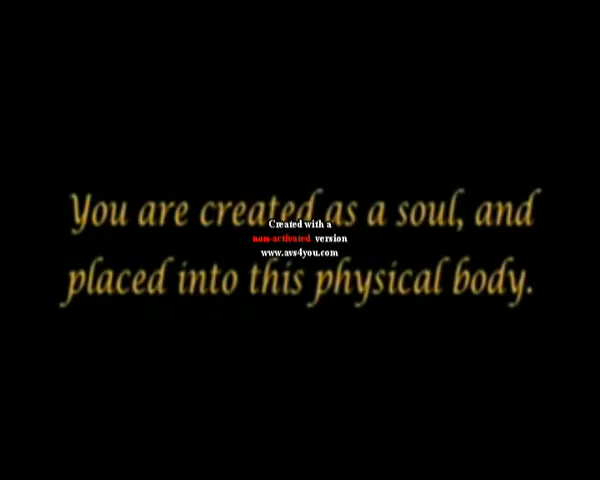 You are created as a soul, and
Created with a
non-activated version
www.avs4you.com
placed into this physical body.